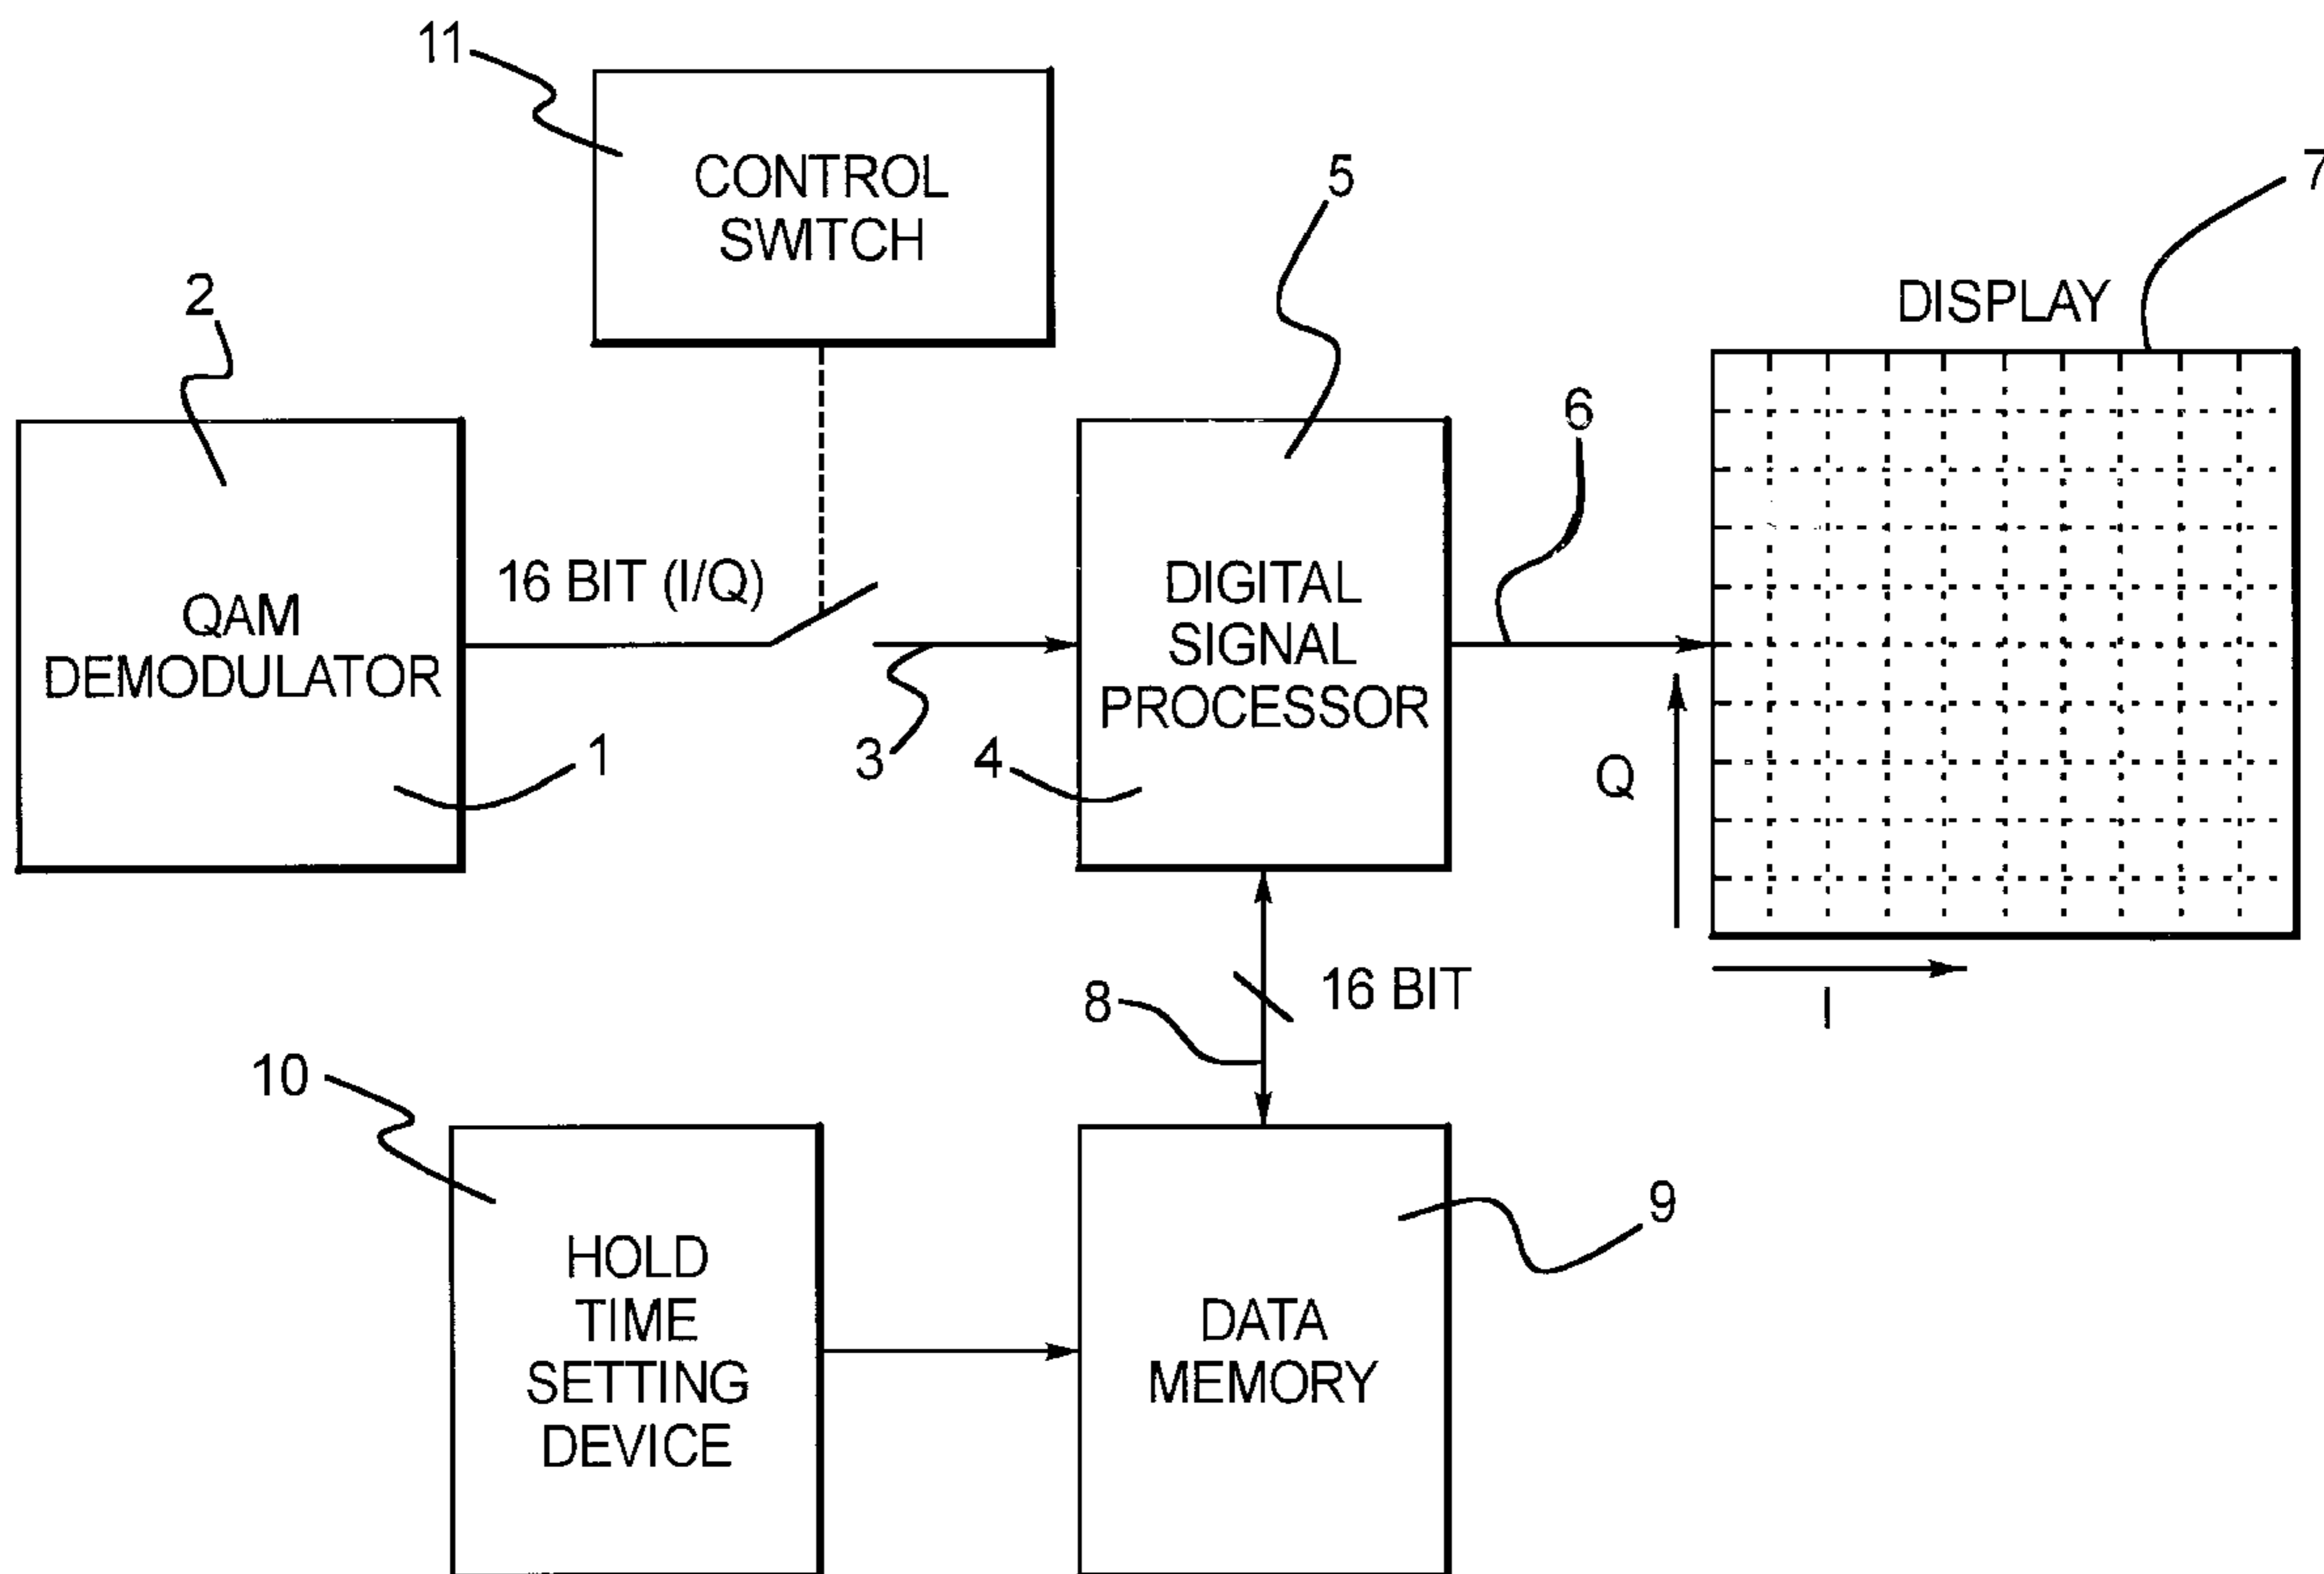 11
CONTROL
SWITCH
5
7
2
DISPLAY
6
16 BIT (I/Q)
QAM
DEMODULATOR
DIGITAL
SIGNAL
PROCESSOR
1
3
4
Q
8
16 BIT
I
10
9
HOLD
TIME
SETTING
DEVICE
DATA
MEMORY